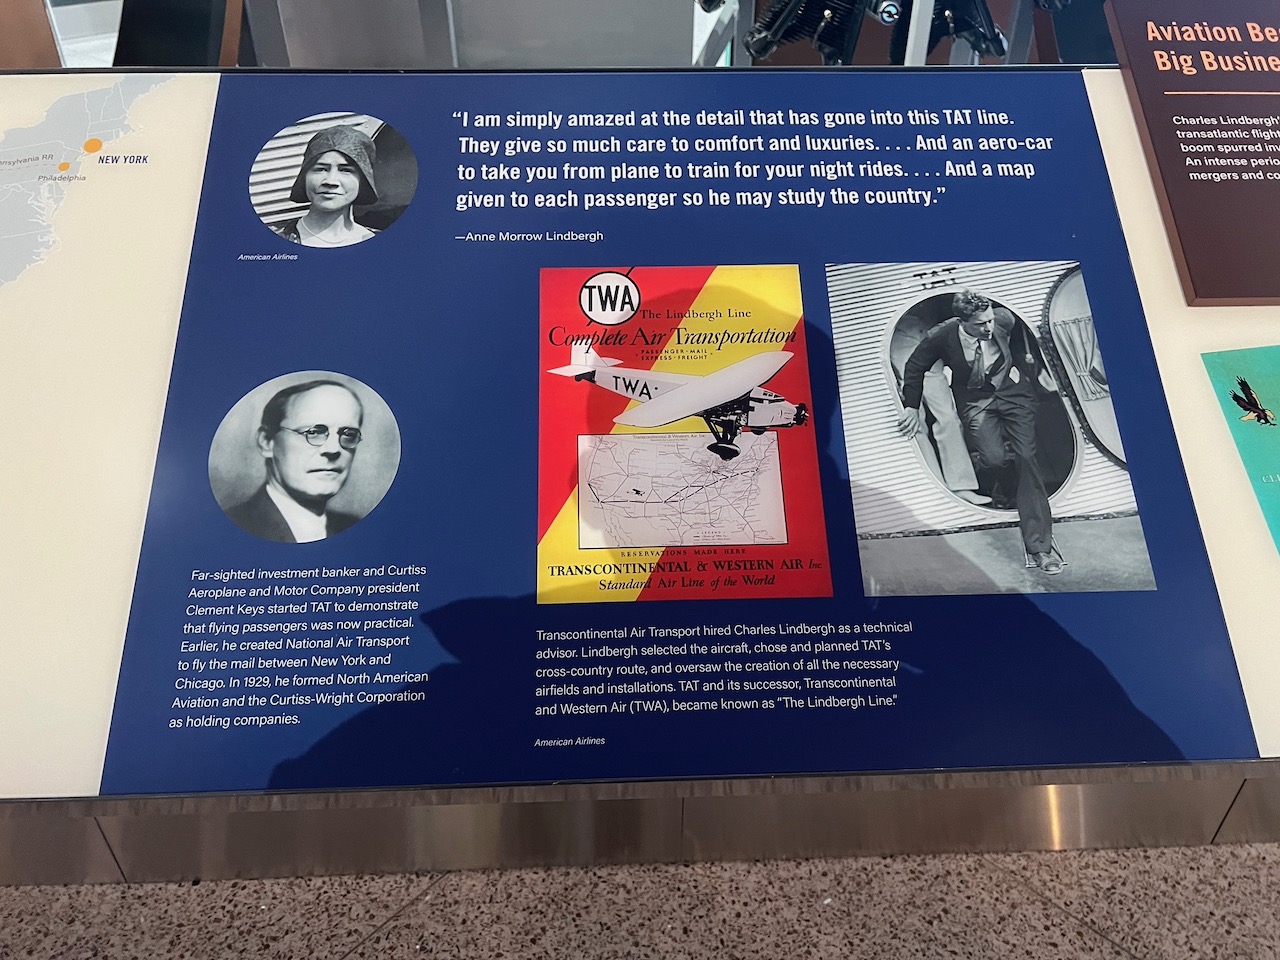 nsylvania RR
NEW YORK
Philadelphia
American Airlines
“I am simply amazed at the detail that has gone into this TAT line.
They give so much care to comfort and luxuries. . . . And an aero-car
to take you from plane to train for your night rides. . . . And a map
given to each passenger so he may study the country.”
—Anne Morrow Lindbergh
Far-sighted investment banker and Curtiss
Aeroplane and Motor Company president
Clement Keys started TAT to demonstrate
that flying passengers was now practical.
Earlier, he created National Air Transport
to fly the mail between New York and
Chicago. In 1929, he formed North American
Aviation and the Curtiss-Wright Corporation
as holding companies.
TWA
The Lindbergh Line
Complete Air Transportation
PASSENGER - MAIL
EXPRESS - FREIGHT
TWA
Transcontinental & Western Air Inc
RESERVATIONS MADE HERE
TRANSCONTINENTAL & WESTERN AIR Inc
Standard Air Line of the World
TAT
Transcontinental Air Transport hired Charles Lindbergh as a technical
advisor. Lindbergh selected the aircraft, chose and planned TAT’s
cross-country route, and oversaw the creation of all the necessary
airfields and installations. TAT and its successor, Transcontinental
and Western Air (TWA), became known as “The Lindbergh Line.”
American Airlines
Aviation Be
Big Busine
Charles Lindbergh’
transatlantic fligh
boom spurred inv
An intense perio
mergers and co